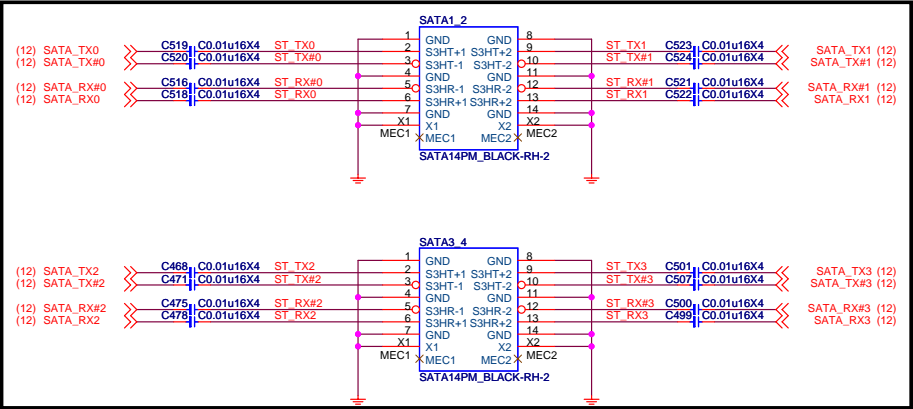 SATA1_2
(12) SATA_TX0 C519 C0.01u16X4 ST_TX0 1 GND GND 8 ST_TX1 C523 C0.01u16X4 SATA_TX1 (12)
(12) SATA_TX#0 C520 C0.01u16X4 ST_TX#0 2 S3HT+1 S3HT+2 9 ST_TX#1 C524 C0.01u16X4 SATA_TX#1 (12)
3 S3HT-1 S3HT-2 10
4 GND GND 11
(12) SATA_RX#0 C516 C0.01u16X4 ST_RX#0 5 S3HR-1 S3HR-2 12 ST_RX#1 C521 C0.01u16X4 SATA_RX#1 (12)
(12) SATA_RX0 C518 C0.01u16X4 ST_RX0 6 S3HR+1 S3HR+2 13 ST_RX1 C522 C0.01u16X4 SATA_RX1 (12)
7 GND GND 14
X1 X1 X2 X2
MEC1 MEC1 MEC2 MEC2
SATA14PM_BLACK-RH-2
SATA3_4
(12) SATA_TX2 C468 C0.01u16X4 ST_TX2 1 GND GND 8 ST_TX3 C501 C0.01u16X4 SATA_TX3 (12)
(12) SATA_TX#2 C471 C0.01u16X4 ST_TX#2 2 S3HT+1 S3HT+2 9 ST_TX#3 C507 C0.01u16X4 SATA_TX#3 (12)
3 S3HT-1 S3HT-2 10
4 GND GND 11
(12) SATA_RX#2 C475 C0.01u16X4 ST_RX#2 5 S3HR-1 S3HR-2 12 ST_RX#3 C500 C0.01u16X4 SATA_RX#3 (12)
(12) SATA_RX2 C478 C0.01u16X4 ST_RX2 6 S3HR+1 S3HR+2 13 ST_RX3 C499 C0.01u16X4 SATA_RX3 (12)
7 GND GND 14
X1 X1 X2 X2
MEC1 MEC1 MEC2 MEC2
SATA14PM_BLACK-RH-2